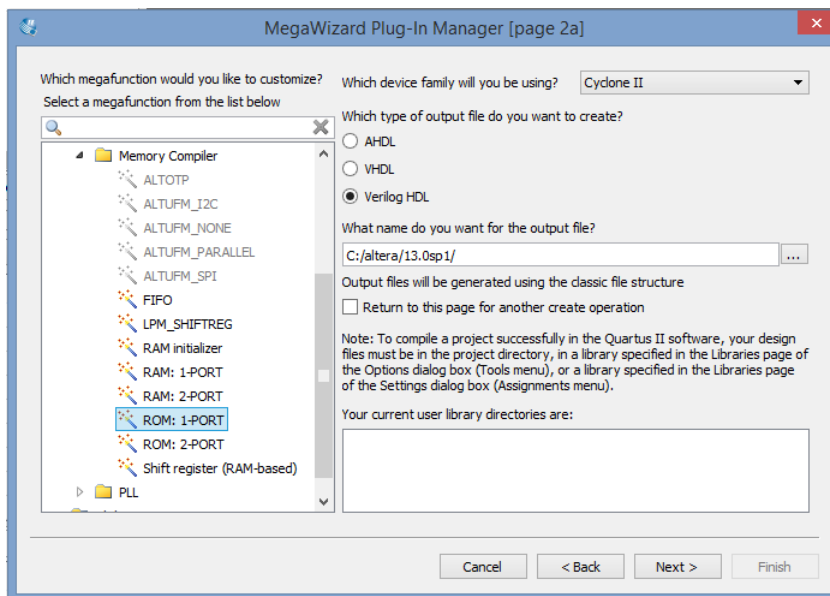 MegaWizard Plug-In Manager [page 2a]
Which megafunction would you like to customize?
Select a megafunction from the list below
Memory Compiler
ALTOTP
ALTUFM_I2C
ALTUFM_NONE
ALTUFM_PARALLEL
ALTUFM_SPI
FIFO
LPM_SHIFTREG
RAM initializer
RAM: 1-PORT
RAM: 2-PORT
ROM: 1-PORT
ROM: 2-PORT
Shift register (RAM-based)
PLL
Which device family will you be using?
Cyclone II
Which type of output file do you want to create?
AHDL
VHDL
Verilog HDL
What name do you want for the output file?
C:/altera/13.0sp1/
...
Output files will be generated using the classic file structure
Return to this page for another create operation
Note: To compile a project successfully in the Quartus II software, your design
files must be in the project directory, in a library specified in the Libraries page of
the Options dialog box (Tools menu), or a library specified in the Libraries page
of the Settings dialog box (Assignments menu).
Your current user library directories are:
Cancel
< Back
Next >
Finish